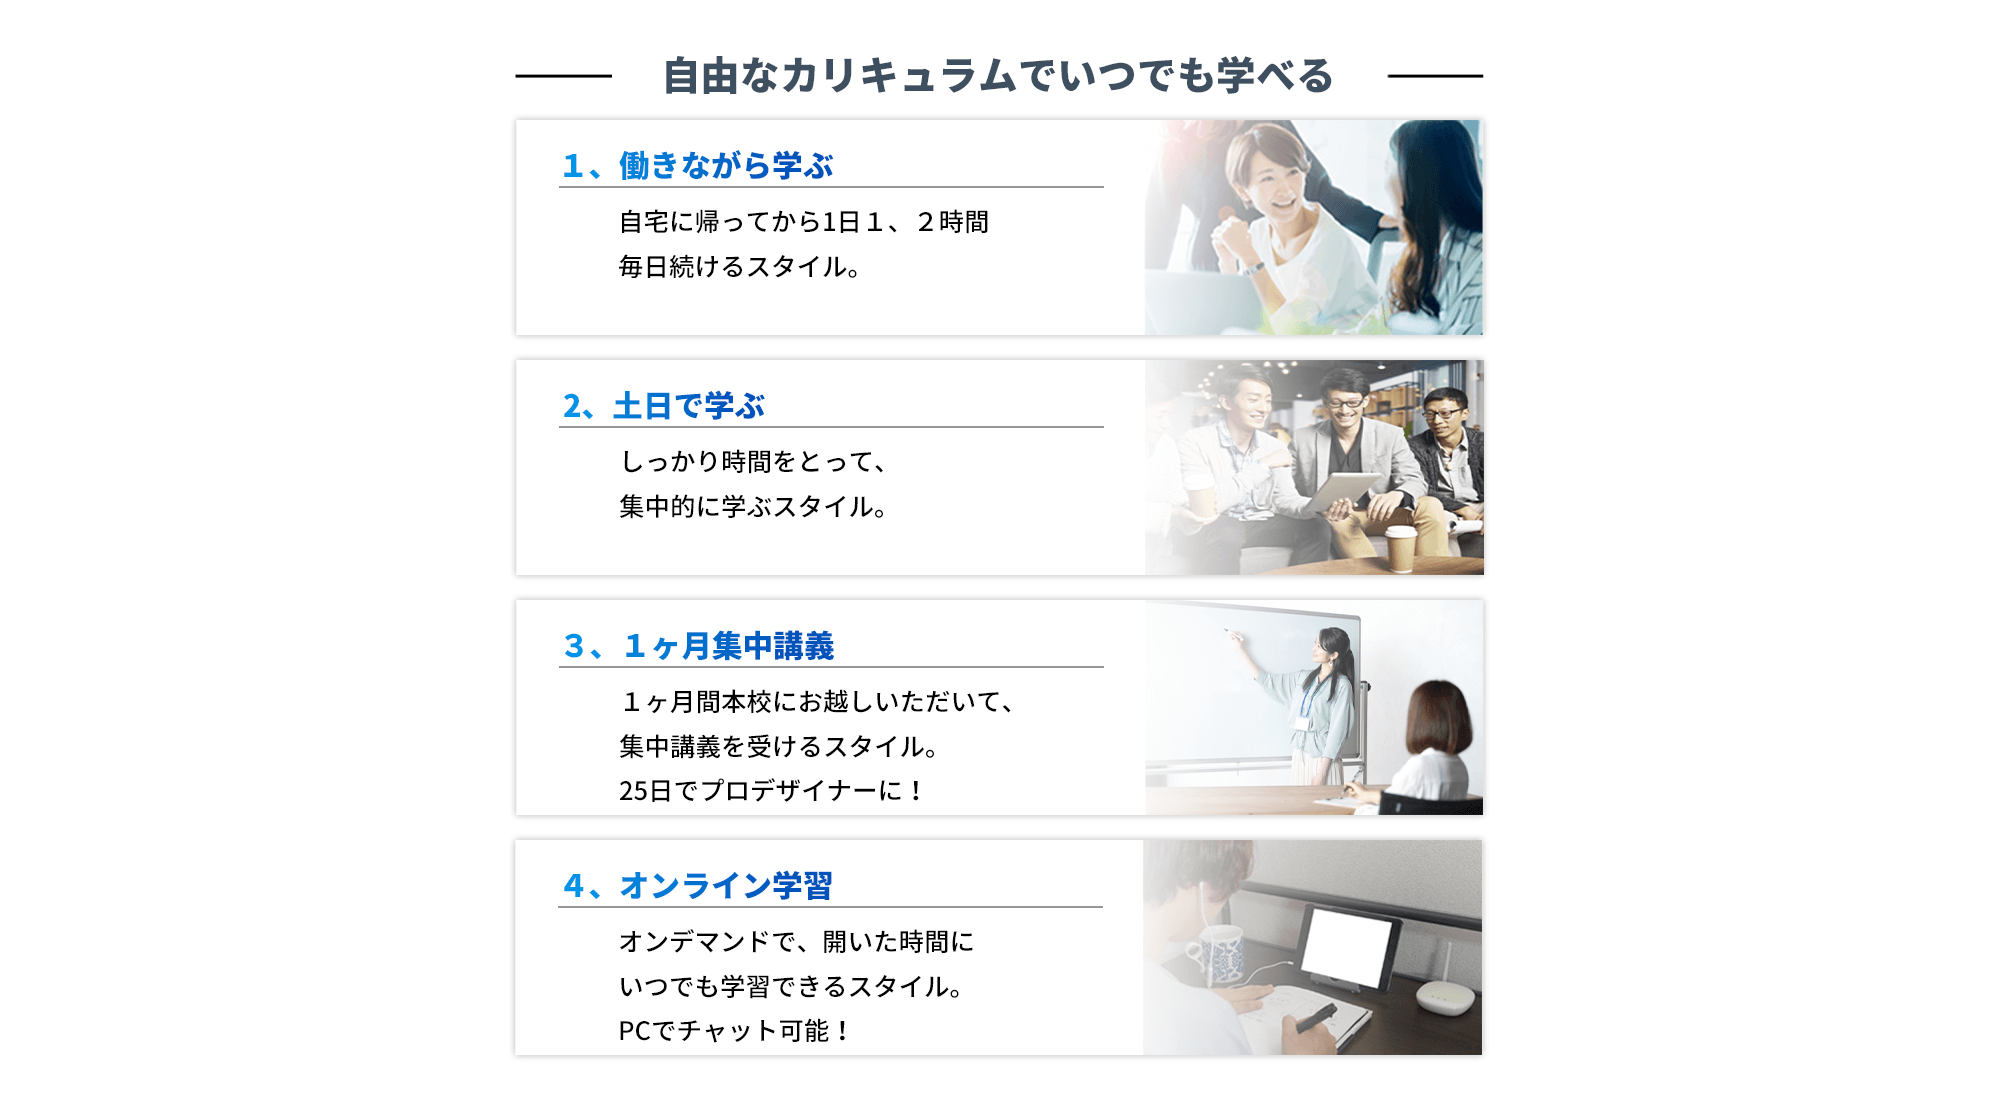 自由なカリキュラムでいつでも学べる
１、働きながら学ぶ
自宅に帰ってから1日１、２時間
毎日続けるスタイル。
2、土日で学ぶ
しっかり時間をとって、
集中的に学ぶスタイル。
３、１ヶ月集中講義
１ヶ月間本校にお越しいただいて、
集中講義を受けるスタイル。
25日でプロデザイナーに！
４、オンライン学習
オンデマンドで、開いた時間に
いつでも学習できるスタイル。
PCでチャット可能！